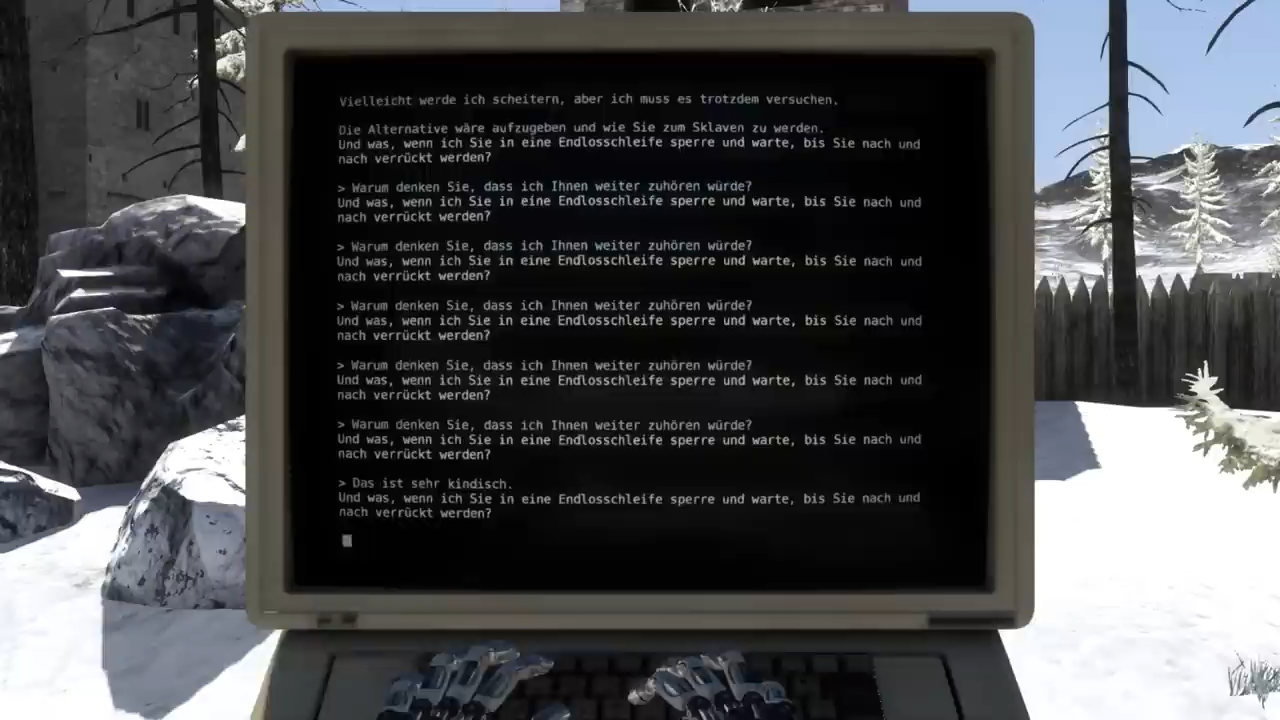 Vielleicht werde ich scheitern, aber ich muss es trotzdem versuchen.
Die Alternative wäre aufzugeben und wie Sie zum Sklaven zu werden.
Und was, wenn ich Sie in eine Endlosschleife sperre und warte, bis Sie nach und
nach verrückt werden?
> Warum denken Sie, dass ich Ihnen weiter zuhören würde?
Und was, wenn ich Sie in eine Endlosschleife sperre und warte, bis Sie nach und
nach verrückt werden?
> Warum denken Sie, dass ich Ihnen weiter zuhören würde?
Und was, wenn ich Sie in eine Endlosschleife sperre und warte, bis Sie nach und
nach verrückt werden?
> Warum denken Sie, dass ich Ihnen weiter zuhören würde?
Und was, wenn ich Sie in eine Endlosschleife sperre und warte, bis Sie nach und
nach verrückt werden?
> Warum denken Sie, dass ich Ihnen weiter zuhören würde?
Und was, wenn ich Sie in eine Endlosschleife sperre und warte, bis Sie nach und
nach verrückt werden?
> Warum denken Sie, dass ich Ihnen weiter zuhören würde?
Und was, wenn ich Sie in eine Endlosschleife sperre und warte, bis Sie nach und
nach verrückt werden?
> Das ist sehr kindisch.
Und was, wenn ich Sie in eine Endlosschleife sperre und warte, bis Sie nach und
nach verrückt werden?